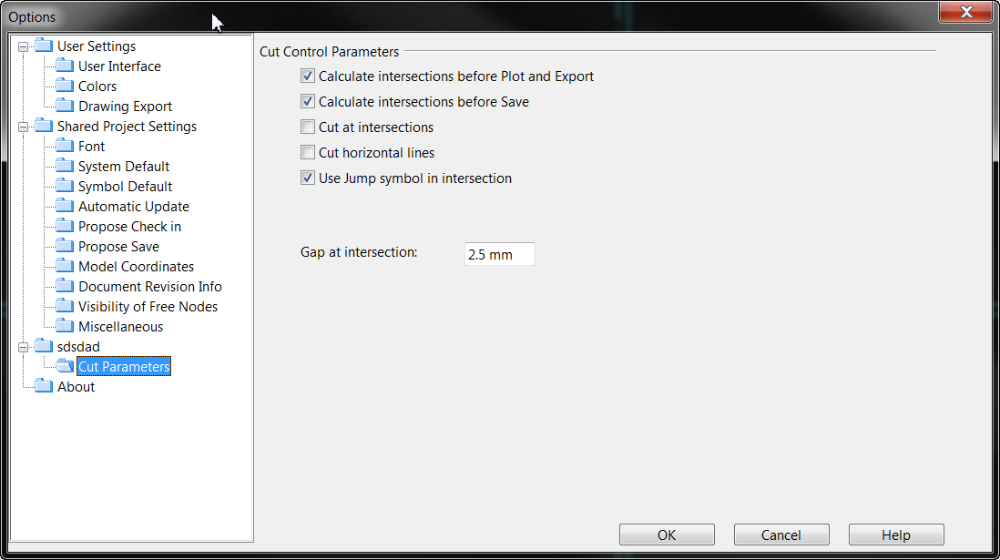 Options
User Settings
User Interface
Colors
Drawing Export
Shared Project Settings
Font
System Default
Symbol Default
Automatic Update
Propose Check in
Propose Save
Model Coordinates
Document Revision Info
Visibility of Free Nodes
Miscellaneous
sdsdad
Cut Parameters
About
Cut Control Parameters
Calculate intersections before Plot and Export
Calculate intersections before Save
Cut at intersections
Cut horizontal lines
Use Jump symbol in intersection
Gap at intersection: 2.5 mm
OK Cancel Help